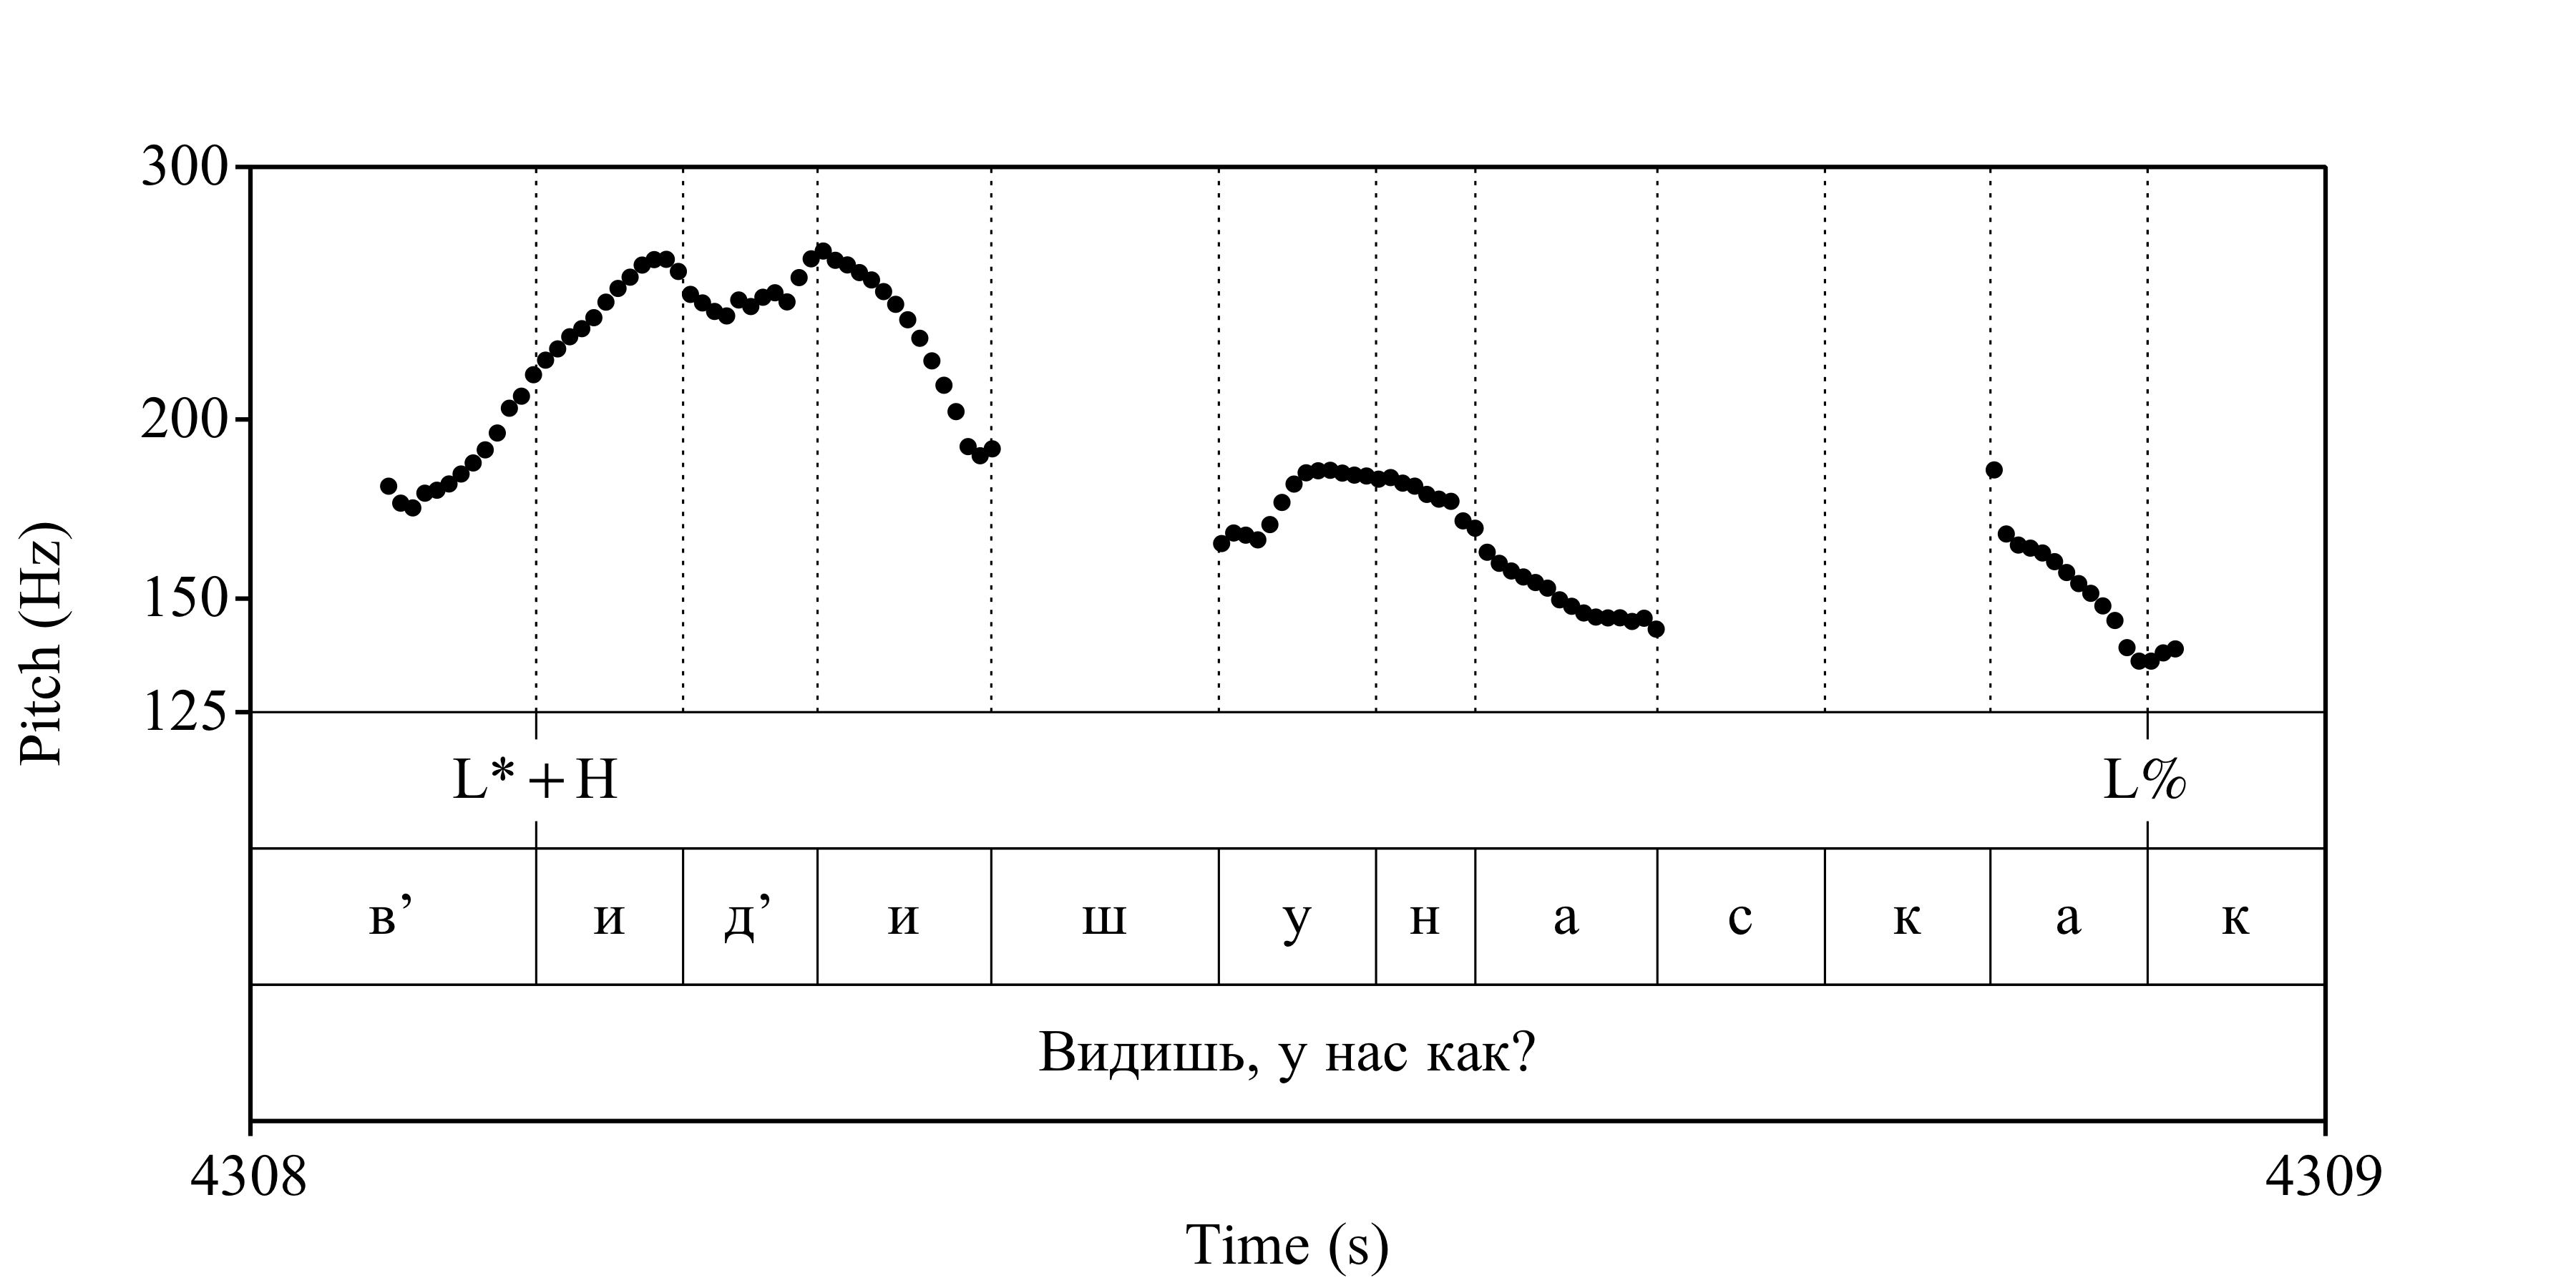 300
200
150
125
Pitch (Hz)
L* + H L%
в’ и д’ и ш у н а с к а к
Видишь, у нас как?
4308 4309
Time (s)